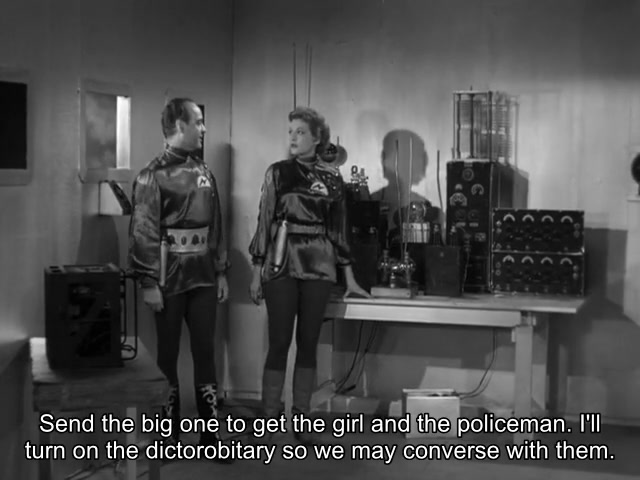 Send the big one to get the girl and the policeman. I'll
turn on the dictorobitary so we may converse with them.